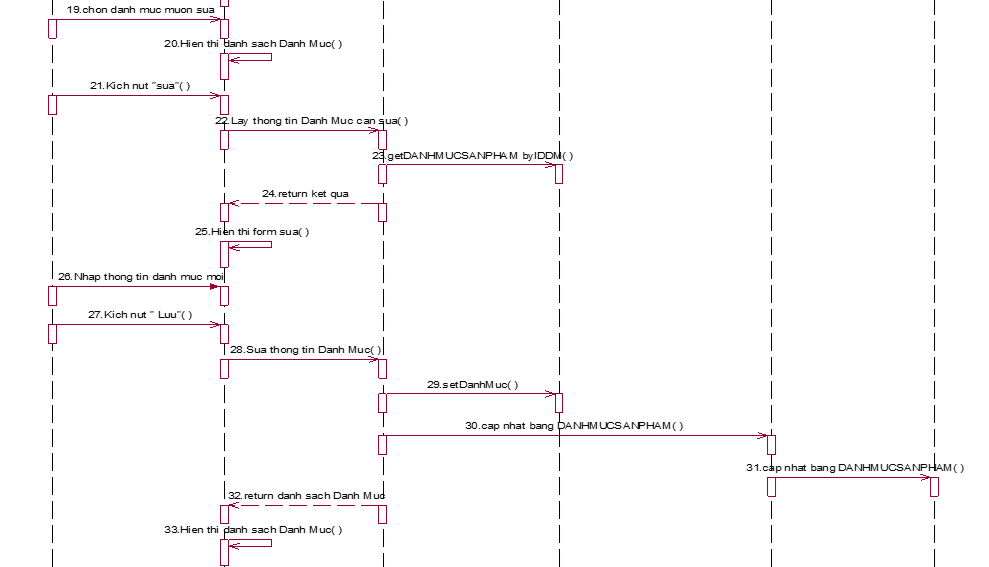 19.chon danh muc muon sua
20.Hien thi danh sach Danh Muc( )
21.Kich nut "sua"( )
22.Lay thong tin Danh Muc can sua( )
23.getDANHMUCSANPHAM byIDDM( )
24.return ket qua
25.Hien thi form sua( )
26.Nhap thong tin danh muc moi
27.Kich nut " Luu"( )
28.Sua thong tin Danh Muc( )
29.setDanhMuc( )
30.cap nhat bang DANHMUCSANPHAM( )
31.cap nhat bang DANHMUCSANPHAM( )
32.return danh sach Danh Muc
33.Hien thi danh sach Danh Muc( )